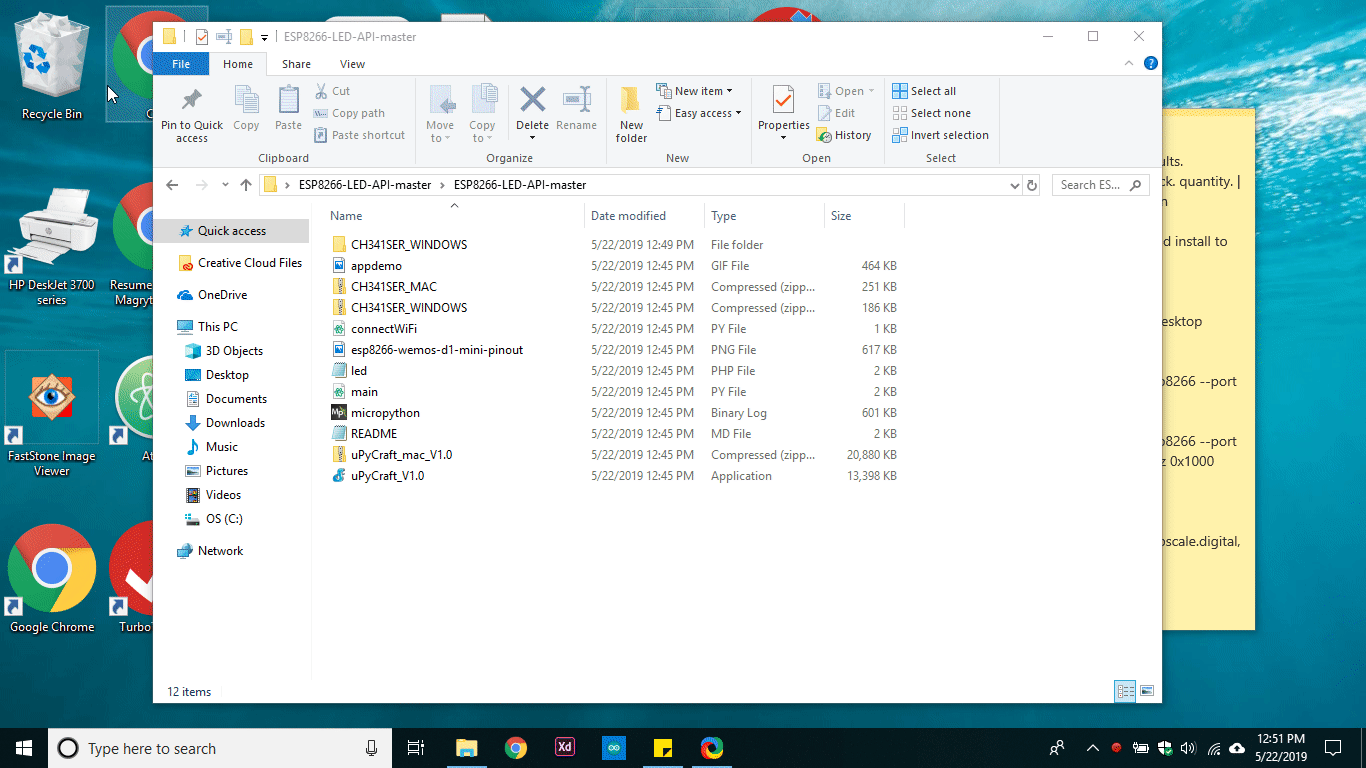 ESP8266-LED-API-master
File Home Share View
Pin to Quick access
Copy
Paste
Cut
Copy path
Paste shortcut
Clipboard
Move to
Copy to
Delete
Rename
Organize
New folder
New item
Easy access
New
Properties
Open
Edit
History
Open
Select all
Select none
Invert selection
Select
ESP8266-LED-API-master › ESP8266-LED-API-master
Search ES...
Name Date modified Type Size
CH341SER_WINDOWS 5/22/2019 12:49 PM File folder
appdemo 5/22/2019 12:45 PM GIF File 464 KB
CH341SER_MAC 5/22/2019 12:45 PM Compressed (zipp... 251 KB
CH341SER_WINDOWS 5/22/2019 12:45 PM Compressed (zipp... 186 KB
connectWiFi 5/22/2019 12:45 PM PY File 1 KB
esp8266-wemos-d1-mini-pinout 5/22/2019 12:45 PM PNG File 617 KB
led 5/22/2019 12:45 PM PHP File 2 KB
main 5/22/2019 12:45 PM PY File 2 KB
micropython 5/22/2019 12:45 PM Binary Log 601 KB
README 5/22/2019 12:45 PM MD File 2 KB
uPyCraft_mac_V1.0 5/22/2019 12:45 PM Compressed (zipp... 20,880 KB
uPyCraft_V1.0 5/22/2019 12:45 PM Application 13,398 KB
Quick access
Creative Cloud Files
OneDrive
This PC
3D Objects
Desktop
Documents
Downloads
Music
Pictures
Videos
OS (C:)
Network
12 items
Recycle Bin
HP DeskJet 3700
series
Resume
Magryt
FastStone Image
Viewer
At
Google Chrome
Turbo
ults.
ck. quantity. |
n
d install to
esktop
p8266 --port
p8266 --port
z 0x1000
oscale.digital,
Type here to search
Xd
12:51 PM
5/22/2019